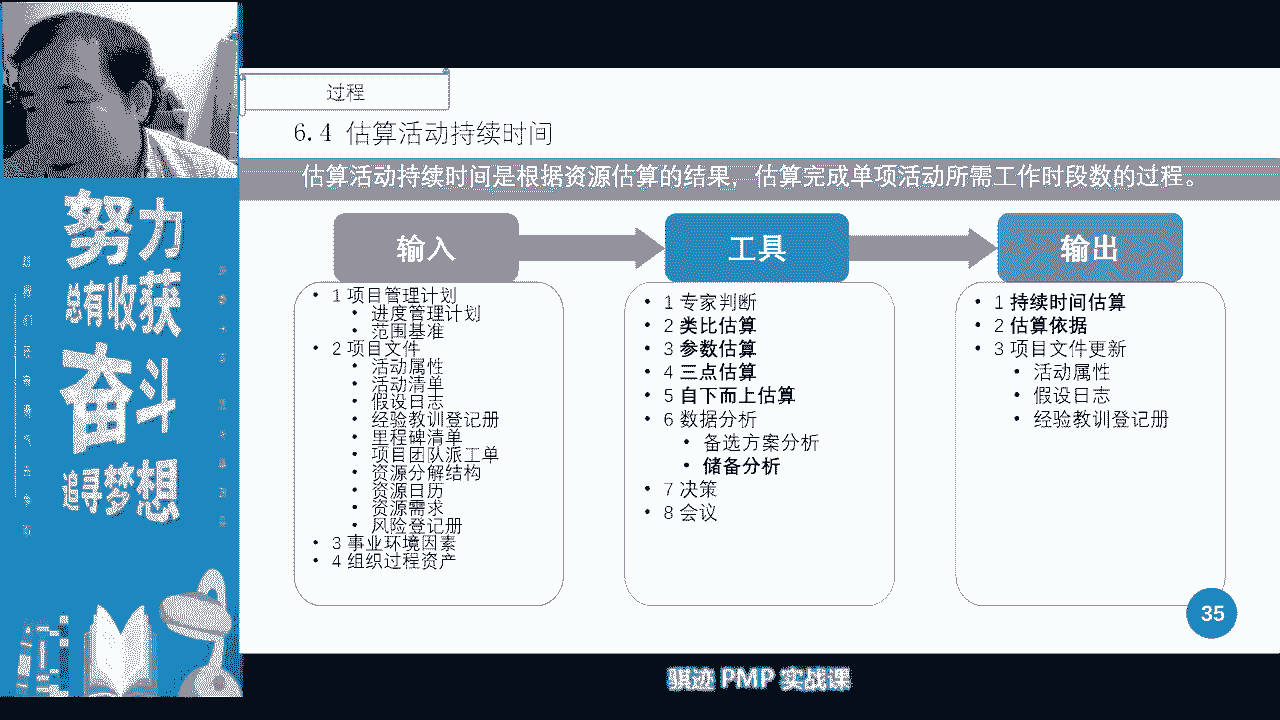 过程
6.4 估算活动持续时间
估算活动持续时间是根据资源估算的结果，估算完成单项活动所需工作时段数的过程。
输入
• 1 项目管理计划
• 进度管理计划
• 范围基准
• 2 项目文件
• 活动属性
• 活动清单
• 假设日志
• 经验教训登记册
• 里程碑清单
• 项目团队派工单
• 资源分解结构
• 资源日历
• 资源需求
• 风险登记册
• 3 事业环境因素
• 4 组织过程资产
工具
• 1 专家判断
• 2 类比估算
• 3 参数估算
• 4 三点估算
• 5 自下而上估算
• 6 数据分析
• 备选方案分析
• 储备分析
• 7 决策
• 8 会议
输出
• 1 持续时间估算
• 2 估算依据
• 3 项目文件更新
• 活动属性
• 假设日志
• 经验教训登记册
35
努力
总有收获
奋斗
追寻梦想
骐迹 PMP 实战课